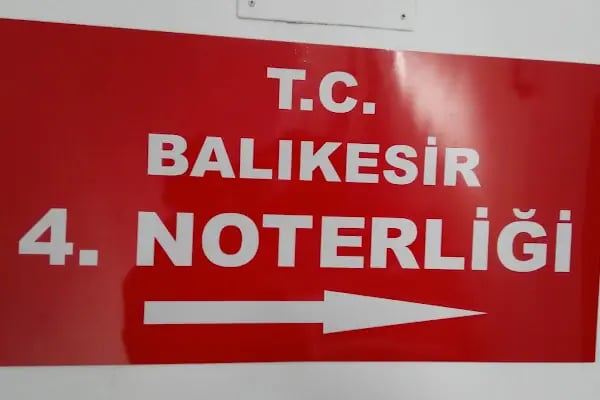 T.C.
BALIKESİR
4. NOTERLİĞİ